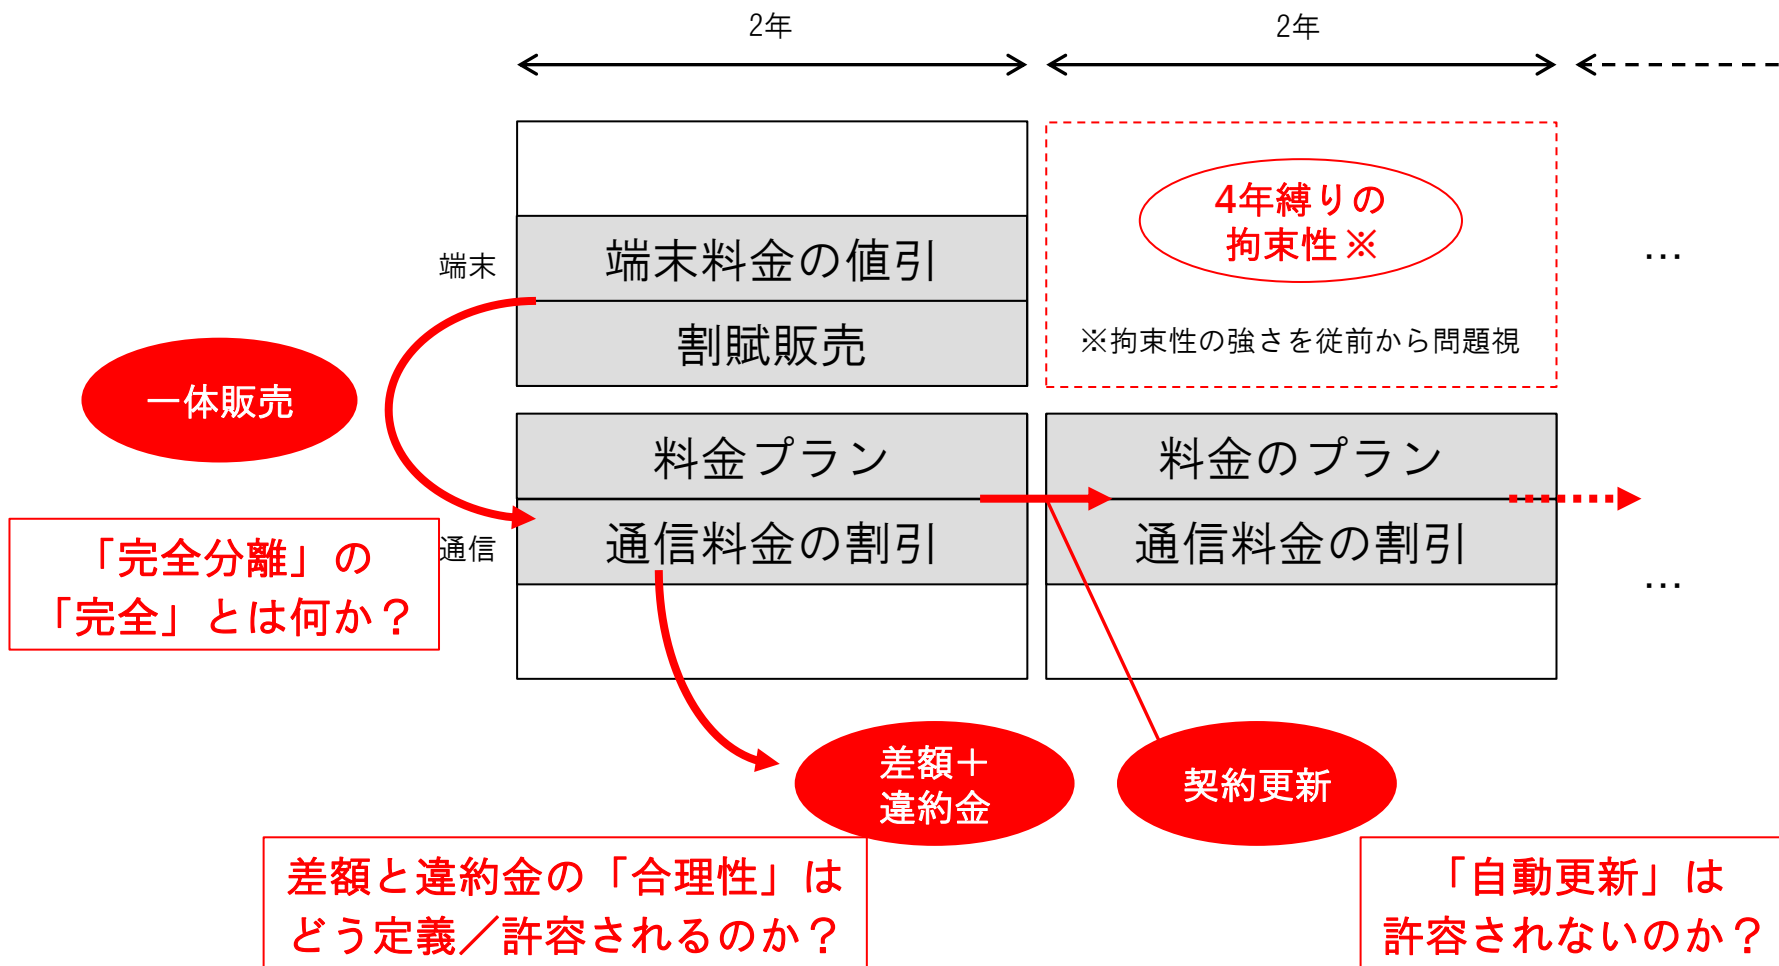 2年
2年
4年縛りの
拘束性※
端末
端末料金の値引
…
割賦販売
※拘束性の強さを従前から問題視
一体販売
料金プラン
料金のプラン
「完全分離」の
「完全」とは何か？
通信
通信料金の割引
通信料金の割引
…
差額＋
違約金
契約更新
差額と違約金の「合理性」は
どう定義／許容されるのか？
「自動更新」は
許容されないのか？